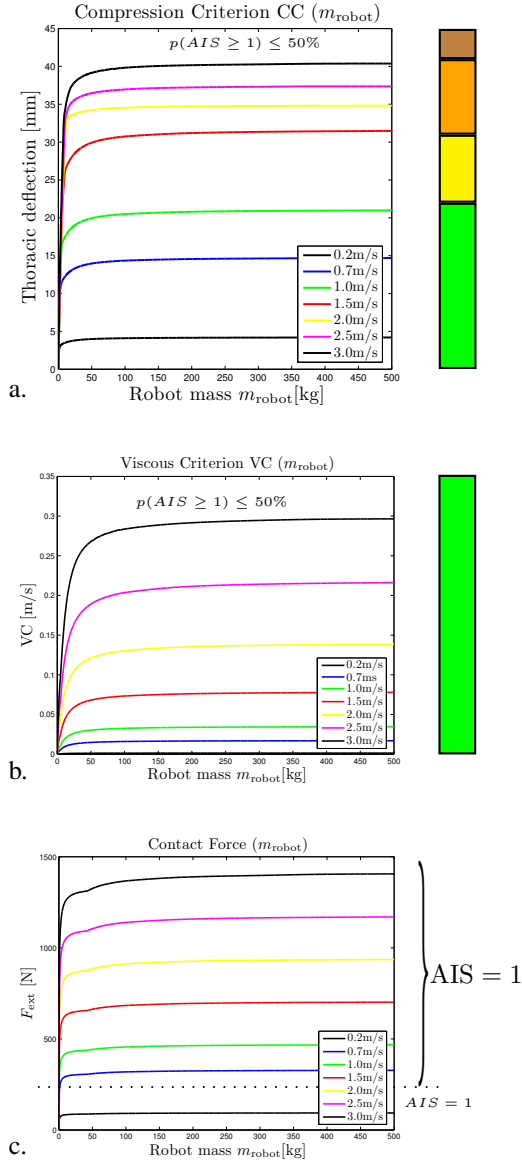 Compression Criterion CC (m_robot)
p(AIS ≥ 1) ≤ 50%
Thoracic deflection [mm]
45
40
35
30
25
20
15
10
5
0
0.2m/s
0.7m/s
1.0m/s
1.5m/s
2.0m/s
2.5m/s
3.0m/s
0 50 100 150 200 250 300 350 400 450 500
Robot mass m_robot[kg]
a.
Viscous Criterion VC (m_robot)
p(AIS ≥ 1) ≤ 50%
VC [m/s]
0.35
0.3
0.25
0.2
0.15
0.1
0.05
0
0.2m/s
0.7ms
1.0m/s
1.5m/s
2.0m/s
2.5m/s
3.0m/s
0 50 100 150 200 250 300 350 400 450 500
Robot mass m_robot[kg]
b.
Contact Force (m_robot)
F_ext [N]
1500
1000
500
0
AIS = 1
0.2m/s
0.7m/s
1.0m/s
1.5m/s
2.0m/s
2.5m/s
3.0m/s
AIS = 1
0 50 100 150 200 250 300 350 400 450 500
Robot mass m_robot[kg]
c.